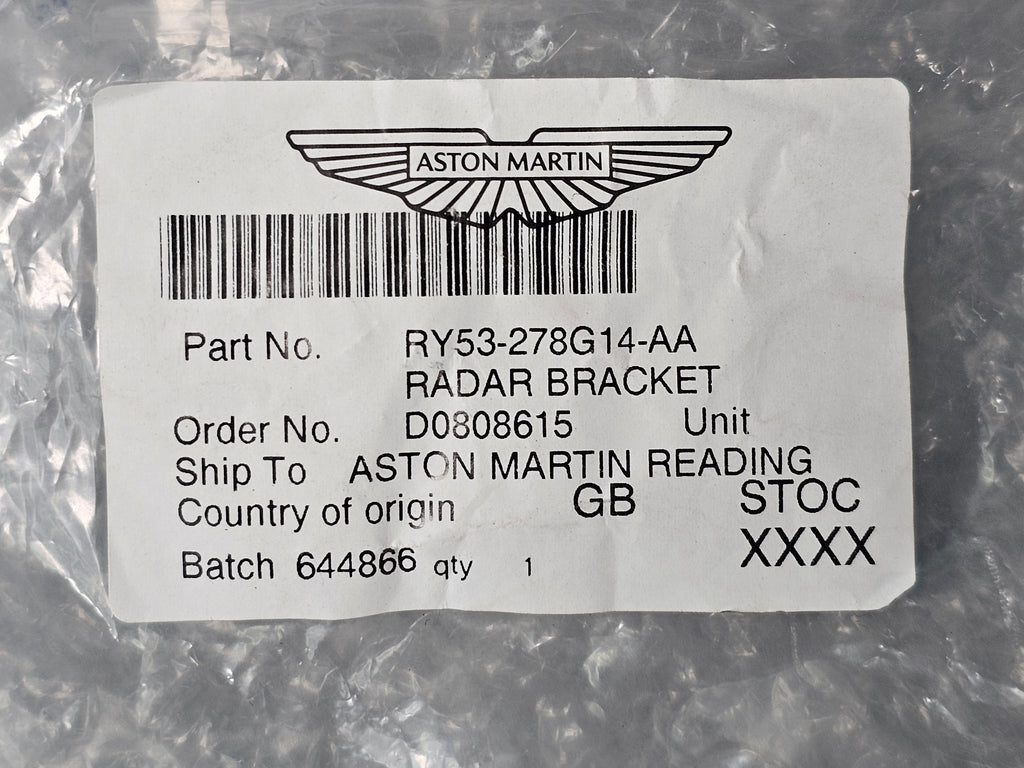 ASTON MARTIN
Part No. RY53-278G14-AA
RADAR BRACKET
Order No. D0808615 Unit
Ship To ASTON MARTIN READING
Country of origin GB STOC
Batch 644866 qty 1 XXXX